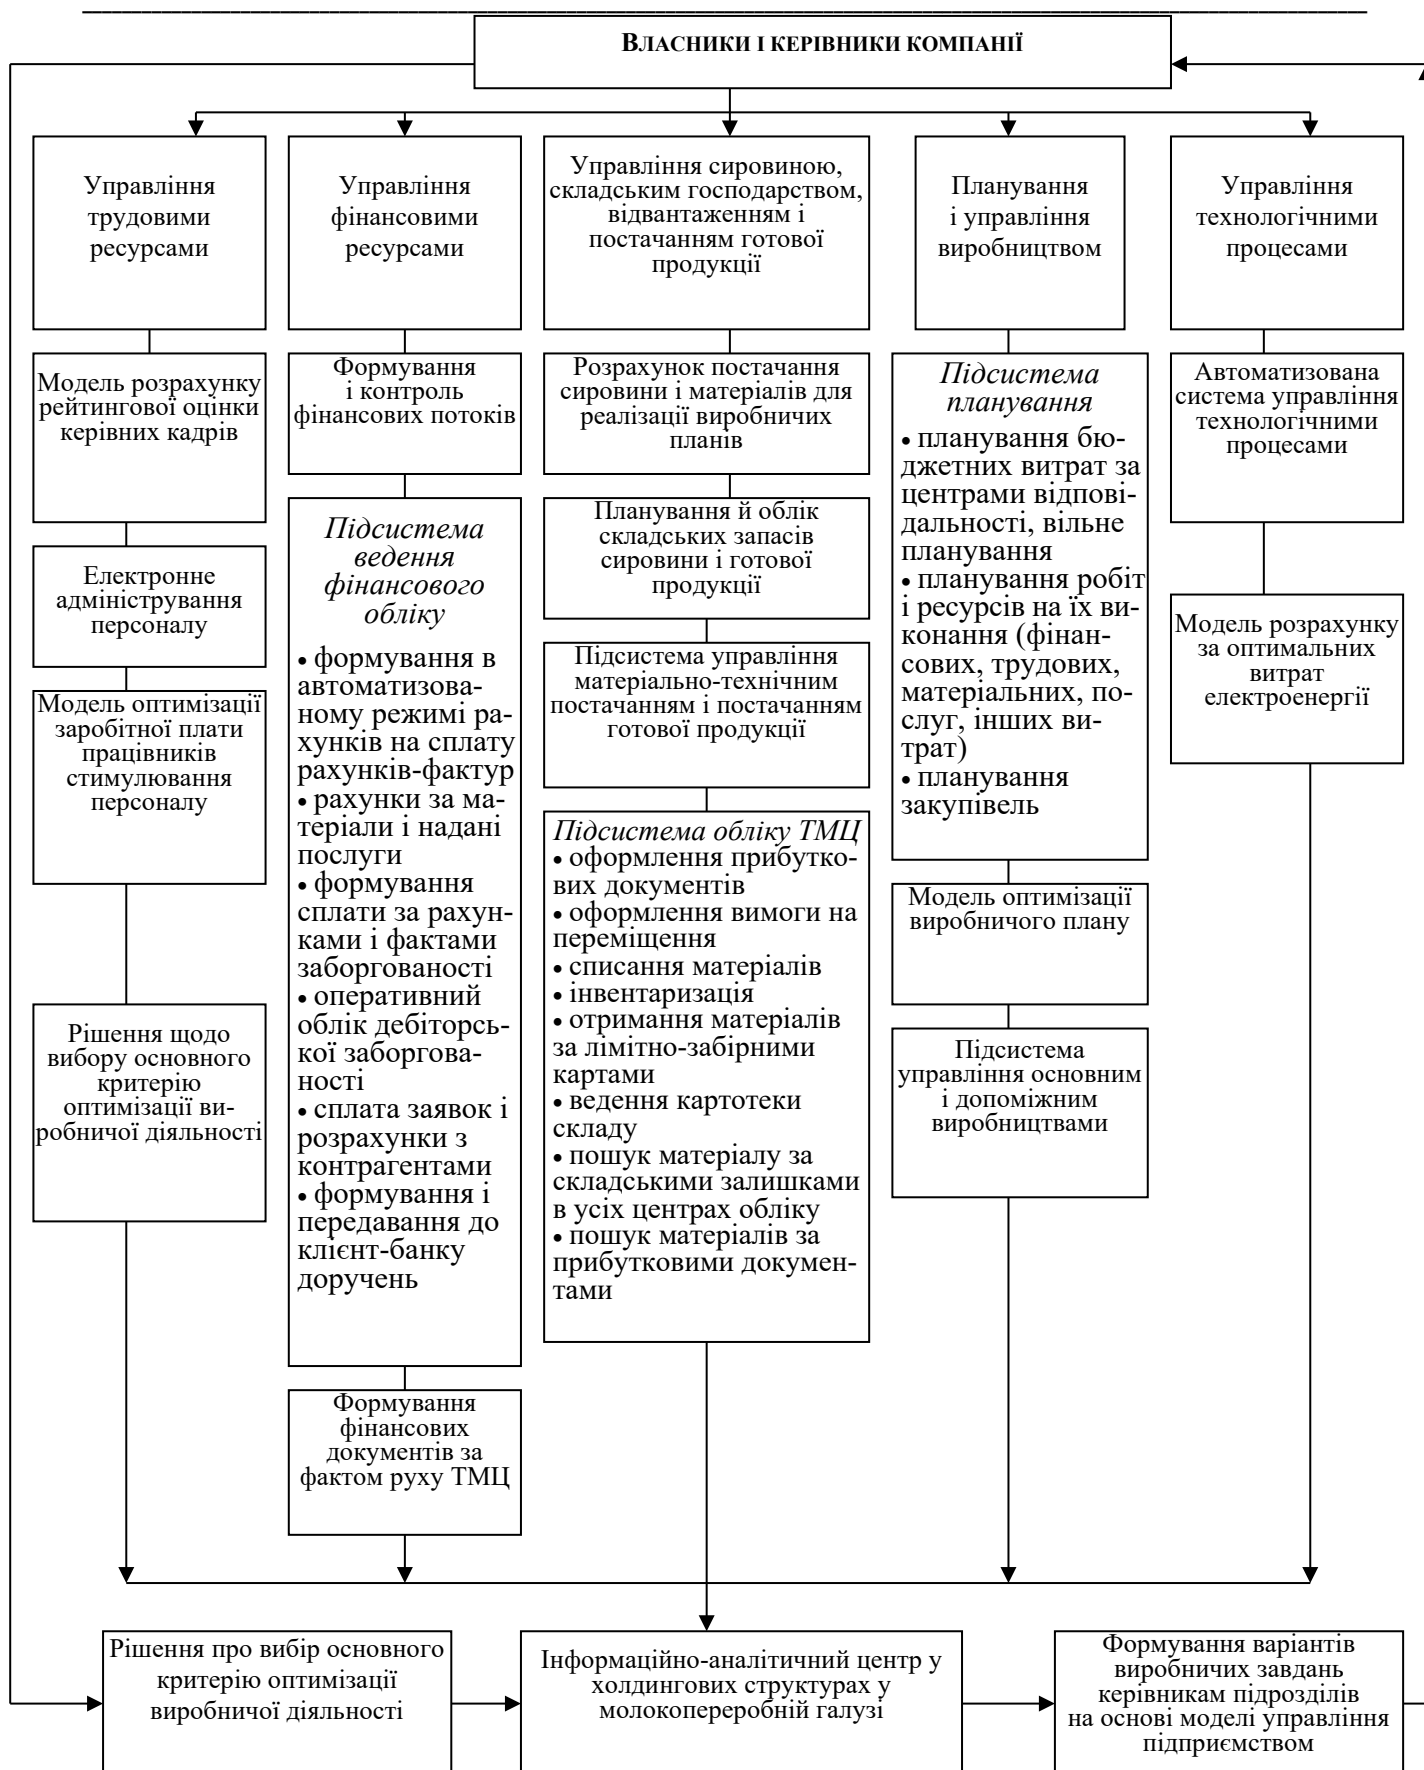 ВЛАСНИКИ І КЕРІВНИКИ КОМПАНІЇ
Управління
трудовими
ресурсами
Управління
фінансовими
ресурсами
Управління сировиною,
складським господарством,
відвантаженням і
постачанням готової
продукції
Планування
і управління
виробництвом
Управління
технологічними
процесами
Модель розрахунку
рейтингової оцінки
керівних кадрів
Електронне
адміністрування
персоналу
Модель оптимізації
заробітної плати
працівників
стимулювання
персоналу
Рішення щодо
вибору основного
критерію
оптимізації ви-
робничої діяльності
Формування
і контроль
фінансових потоків
Підсистема
ведення
фінансового
обліку
• формування в
автоматизова-
ному режимі ра-
хунків на сплату
рахунків-фактур
• рахунки за ма-
теріали і надані
послуги
• формування
сплати за рахун-
ками і фактами
заборгованості
• оперативний
облік дебіторсь-
кої заборгова-
ності
• сплата заявок і
розрахунки з
контрагентами
• формування і
передавання до
клієнт-банку
доручень
Формування
фінансових
документів за
фактом руху ТМЦ
Розрахунок постачання
сировини і матеріалів для
реалізації виробничих
планів
Планування й облік
складських запасів
сировини і готової
продукції
Підсистема управління
матеріально-технічним
постачанням і постачанням
готової продукції
Підсистема обліку ТМЦ
• оформлення прибутко-
вих документів
• оформлення вимоги на
переміщення
• списання матеріалів
• інвентаризація
• отримання матеріалів
за лімітно-забірними
картами
• ведення картотеки
складу
• пошук матеріалу за
складськими залишками
в усіх центрах обліку
• пошук матеріалів за
прибутковими докумен-
тами
Підсистема
планування
• планування бю-
джетних витрат за
центрами відпові-
дальності, вільне
планування
• планування робіт
і ресурсів на їх ви-
конання (фінан-
сових, трудових,
матеріальних, по-
слуг, інших ви-
трат)
• планування
закупівель
Модель оптимізації
виробничого плану
Підсистема
управління основним
і допоміжним
виробництвами
Автоматизована
система управління
технологічними
процесами
Модель розрахунку
за оптимальних
витрат
електроенергії
Рішення про вибір основного
критерію оптимізації
виробничої діяльності
Інформаційно-аналітичний центр у
холдингових структурах у
молокопереробній галузі
Формування варіантів
виробничих завдань
керівникам підрозділів
на основі моделі управління
підприємством